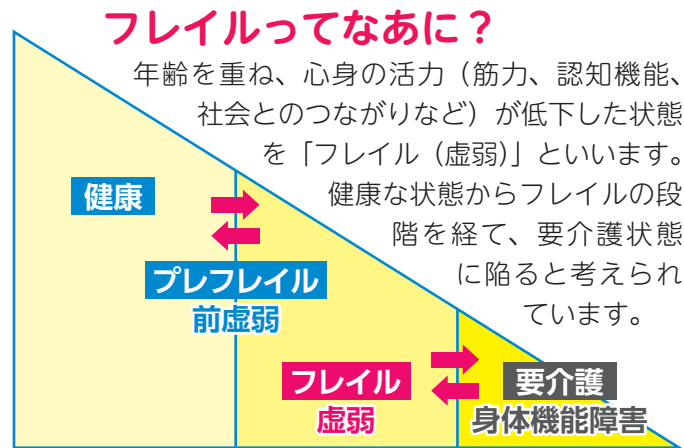 フレイルってなあに？
年齢を重ね、心身の活力（筋力、認知機能、
社会とのつながりなど）が低下した状態
を「フレイル（虚弱）」といいます。
健康な状態からフレイルの段
階を経て、要介護状態
に陥ると考えられ
ています。
健康
プレフレイル
前虚弱
フレイル
虚弱
要介護
身体機能障害